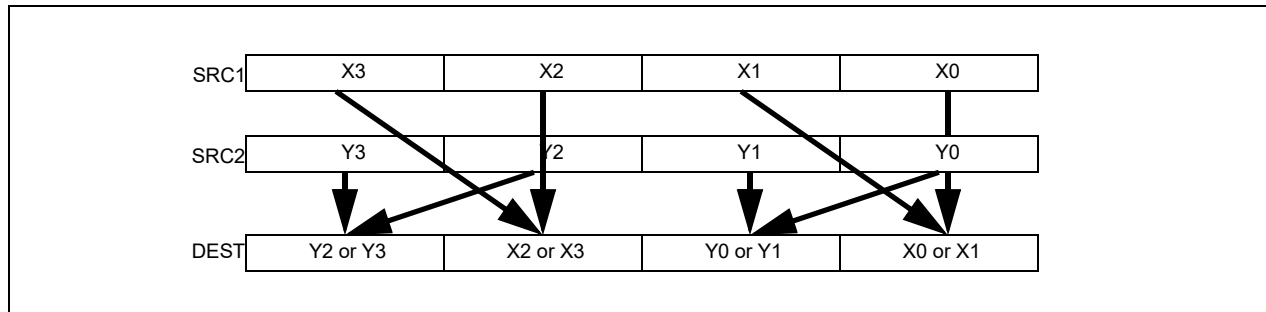 SRC1 X3 X2 X1 X0
SRC2 Y3 Y2 Y1 Y0
DEST Y2 or Y3 X2 or X3 Y0 or Y1 X0 or X1